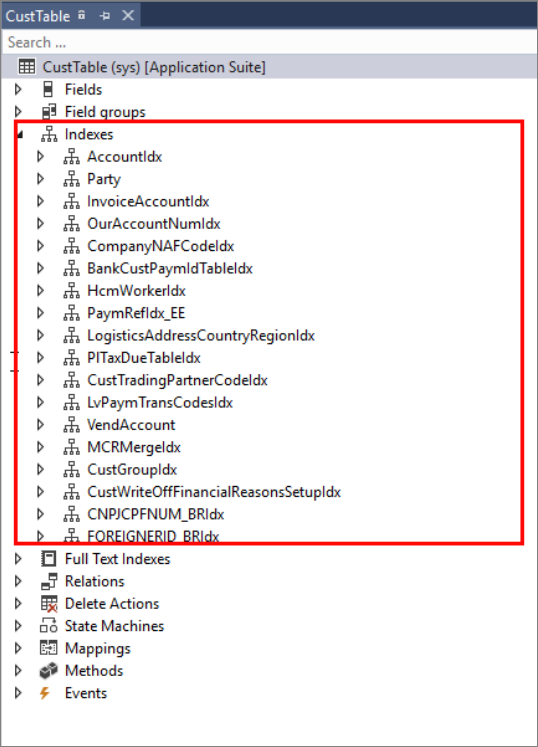 CustTable
Search ...
CustTable (sys) [Application Suite]
Fields
Field groups
Indexes
AccountIdx
Party
InvoiceAccountIdx
OurAccountNumIdx
CompanyNAFCodeIdx
BankCustPaymIdTableIdx
HcmWorkerIdx
PaymRefIdx_EE
LogisticsAddressCountryRegionIdx
PlTaxDueTableIdx
CustTradingPartnerCodeIdx
LvPaymTransCodesIdx
VendAccount
MCRMergeIdx
CustGroupIdx
CustWriteOffFinancialReasonsSetupIdx
CNPJCPFNUM_BRIdx
FOREIGNERID_BRIdx
Full Text Indexes
Relations
Delete Actions
State Machines
Mappings
Methods
Events